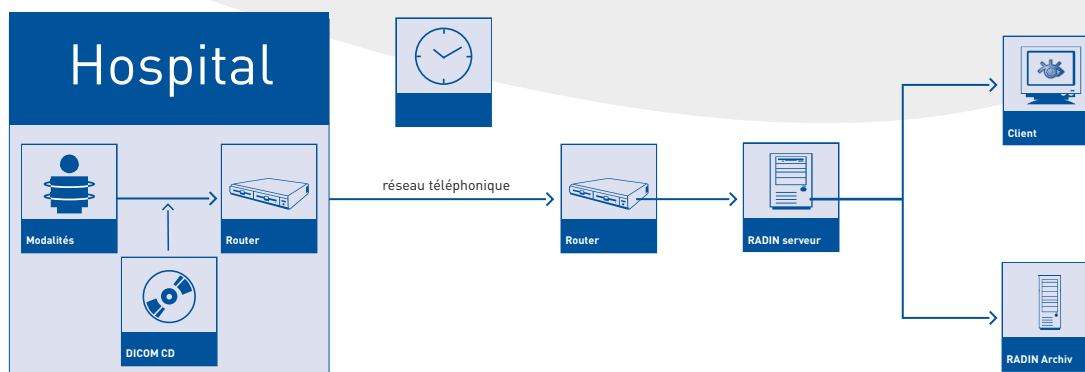 Hospital
Modalités
Router
DICOM CD
réseau téléphonique
Router
RADIN serveur
Client
RADIN Archiv